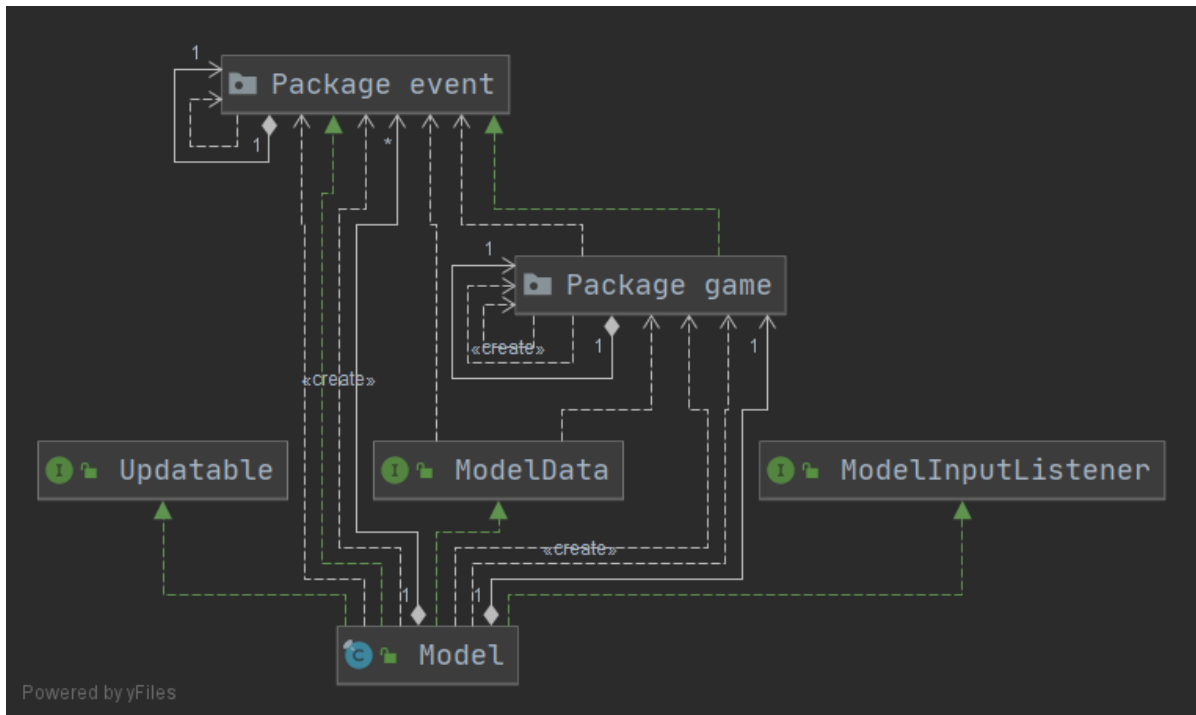 1
Package event
1
*
1
Package game
«create»
1
1
«create»
Updatable
ModelData
ModelInputListener
«create»
1
1
Model
Powered by yFiles